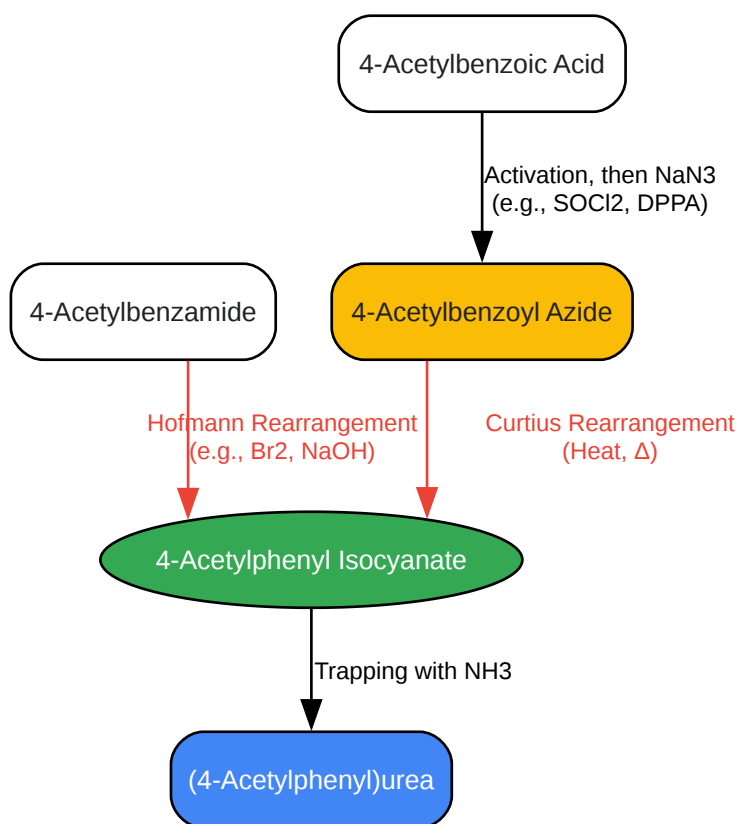 4-Acetylbenzoic Acid
Activation, then NaN3
(e.g., SOCl2, DPPA)
4-Acetylbenzamide
4-Acetylbenzoyl Azide
Hofmann Rearrangement
(e.g., Br2, NaOH)
Curtius Rearrangement
(Heat, Δ)
4-Acetylphenyl Isocyanate
Trapping with NH3
(4-Acetylphenyl)urea